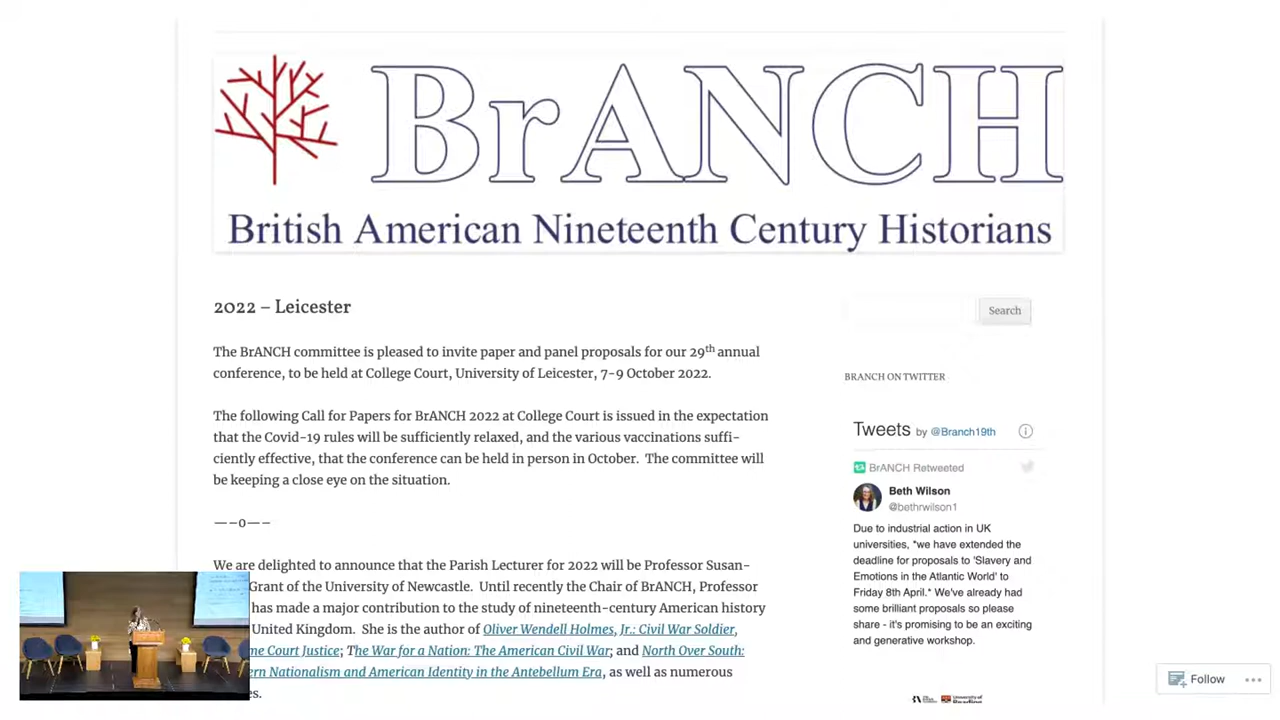 BrANCH
British American Nineteenth Century Historians
2022 – Leicester
The BrANCH committee is pleased to invite paper and panel proposals for our 29th annual
conference, to be held at College Court, University of Leicester, 7-9 October 2022.
The following Call for Papers for BrANCH 2022 at College Court is issued in the expectation
that the Covid-19 rules will be sufficiently relaxed, and the various vaccinations suffi-
ciently effective, that the conference can be held in person in October. The committee will
be keeping a close eye on the situation.
—–o—–
We are delighted to announce that the Parish Lecturer for 2022 will be Professor Susan-
Grant of the University of Newcastle. Until recently the Chair of BrANCH, Professor
has made a major contribution to the study of nineteenth-century American history
United Kingdom. She is the author of Oliver Wendell Holmes, Jr.: Civil War Soldier,
me Court Justice; The War for a Nation: The American Civil War; and North Over South:
ern Nationalism and American Identity in the Antebellum Era, as well as numerous
es.
Search
BRANCH ON TWITTER
Tweets by @Branch19th
BrANCH Retweeted
Beth Wilson
@bethrwilson1
Due to industrial action in UK
universities, *we have extended the
deadline for proposals to 'Slavery and
Emotions in the Atlantic World' to
Friday 8th April.* We've already had
some brilliant proposals so please
share - it's promising to be an exciting
and generative workshop.
University of
Reading
Follow